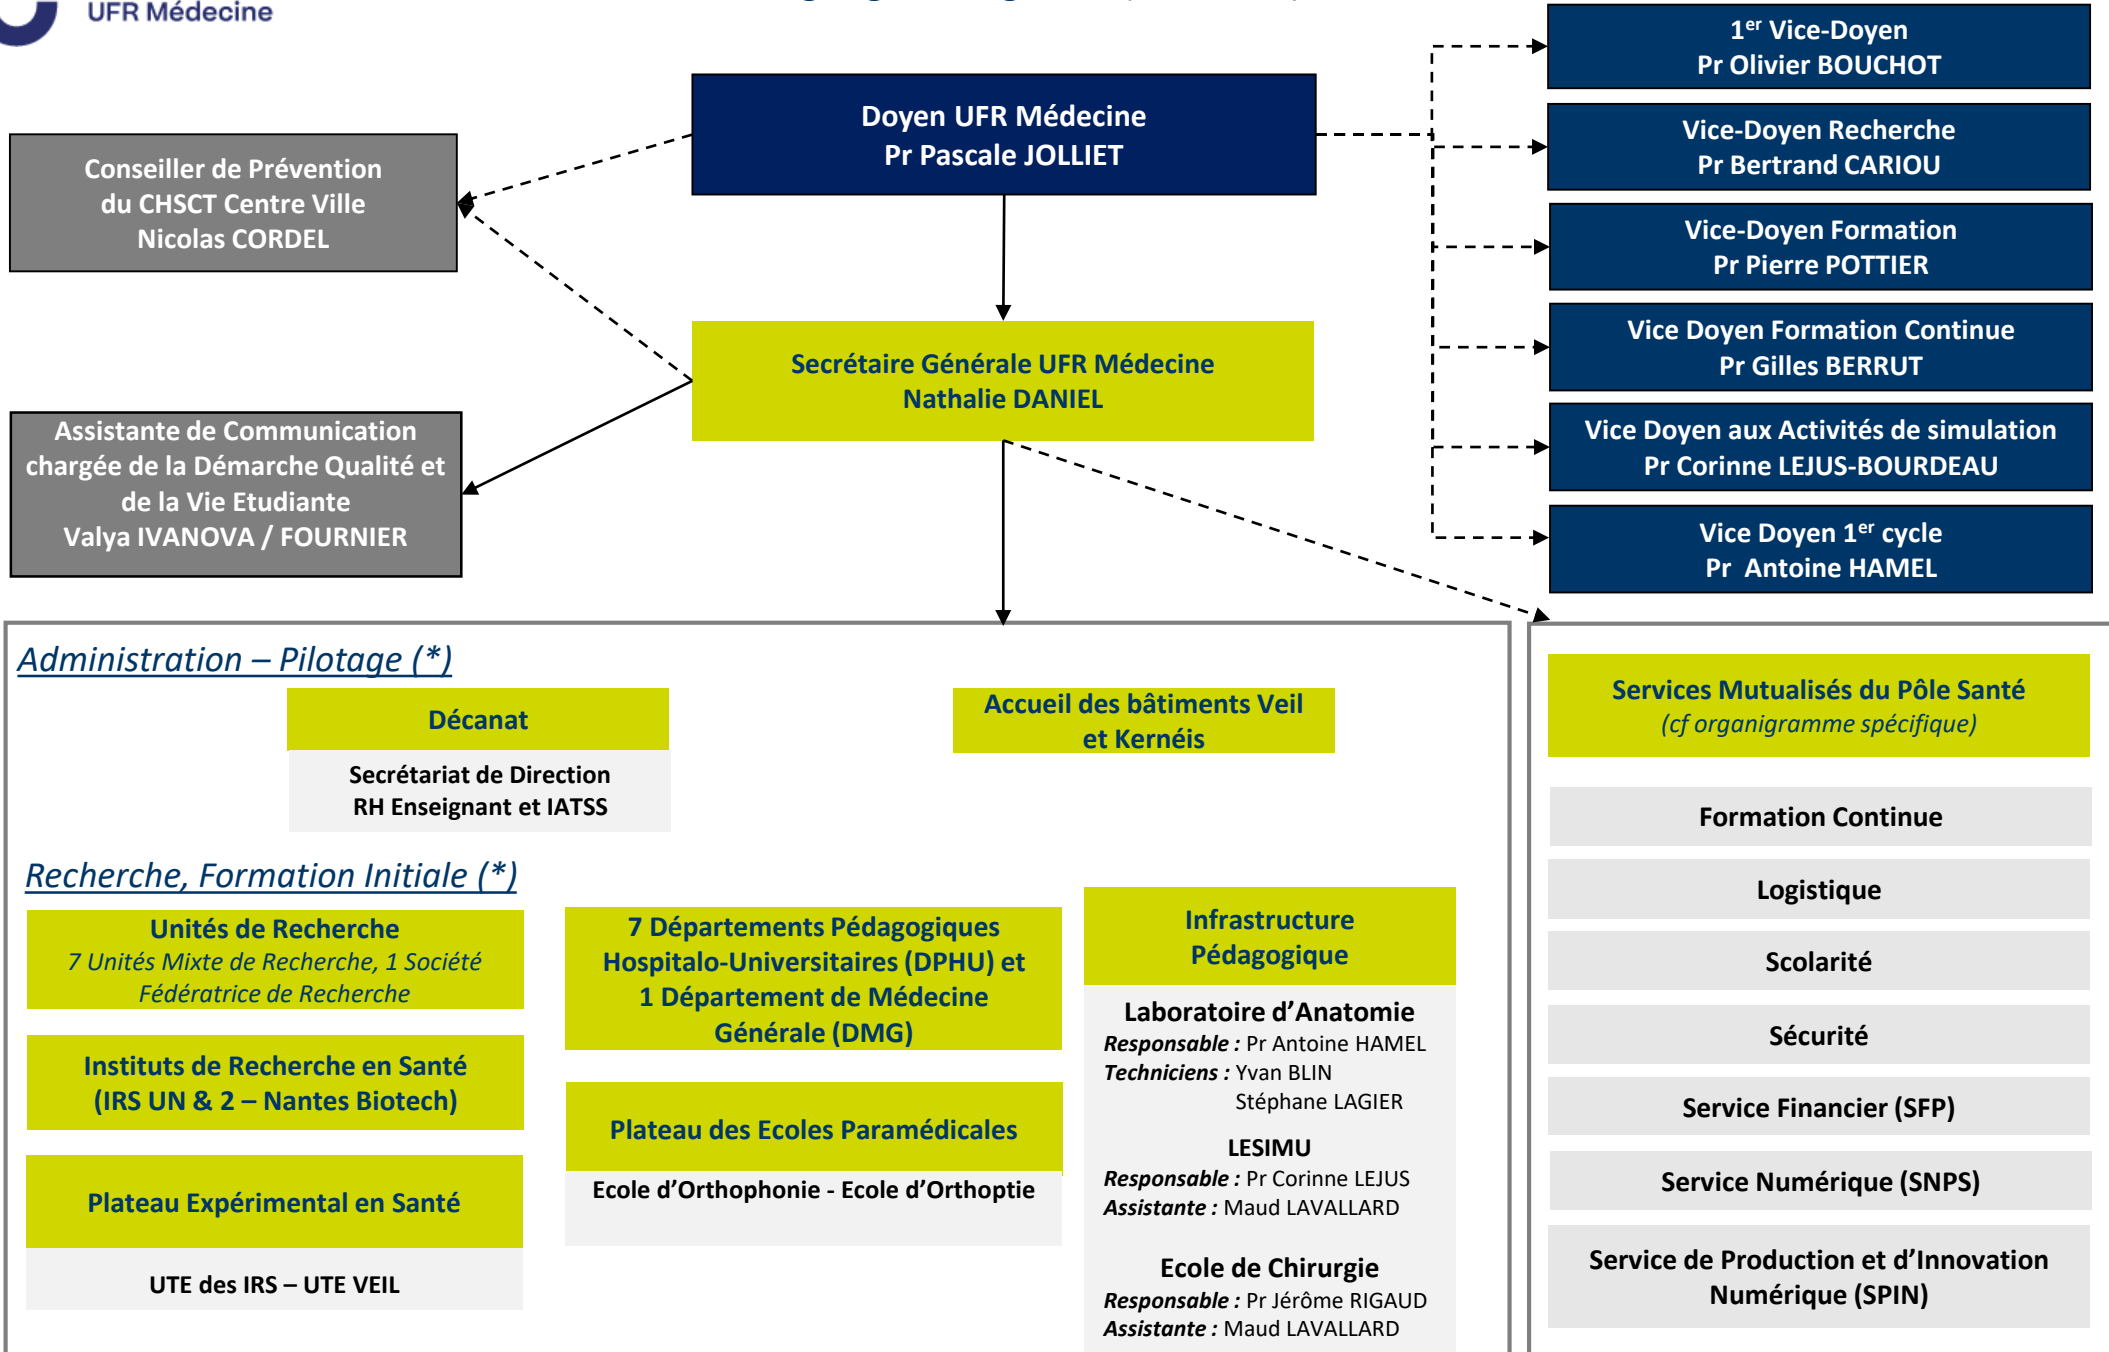 UFR Médecine
Doyen UFR Médecine
Pr Pascale JOLLIET
1er Vice-Doyen
Pr Olivier BOUCHOT
Vice-Doyen Recherche
Pr Bertrand CARIOU
Vice-Doyen Formation
Pr Pierre POTTIER
Vice Doyen Formation Continue
Pr Gilles BERRUT
Vice Doyen aux Activités de simulation
Pr Corinne LEJUS-BOURDEAU
Vice Doyen 1er cycle
Pr Antoine HAMEL
Conseiller de Prévention
du CHSCT Centre Ville
Nicolas CORDEL
Secrétaire Générale UFR Médecine
Nathalie DANIEL
Assistante de Communication
chargée de la Démarche Qualité et
de la Vie Etudiante
Valya IVANOVA / FOURNIER
Administration – Pilotage (*)
Décanat
Secrétariat de Direction
RH Enseignant et IATSS
Accueil des bâtiments Veil
et Kernéis
Recherche, Formation Initiale (*)
Unités de Recherche
7 Unités Mixte de Recherche, 1 Société
Fédératrice de Recherche
Instituts de Recherche en Santé
(IRS UN & 2 – Nantes Biotech)
Plateau Expérimental en Santé
UTE des IRS – UTE VEIL
7 Départements Pédagogiques
Hospitalo-Universitaires (DPHU) et
1 Département de Médecine
Générale (DMG)
Plateau des Ecoles Paramédicales
Ecole d’Orthophonie - Ecole d’Orthoptie
Infrastructure
Pédagogique
Laboratoire d’Anatomie
Responsable : Pr Antoine HAMEL
Techniciens : Yvan BLIN
Stéphane LAGIER
LESIMU
Responsable : Pr Corinne LEJUS
Assistante : Maud LAVALLARD
Ecole de Chirurgie
Responsable : Pr Jérôme RIGAUD
Assistante : Maud LAVALLARD
Services Mutualisés du Pôle Santé
(cf organigramme spécifique)
Formation Continue
Logistique
Scolarité
Sécurité
Service Financier (SFP)
Service Numérique (SNPS)
Service de Production et d’Innovation
Numérique (SPIN)